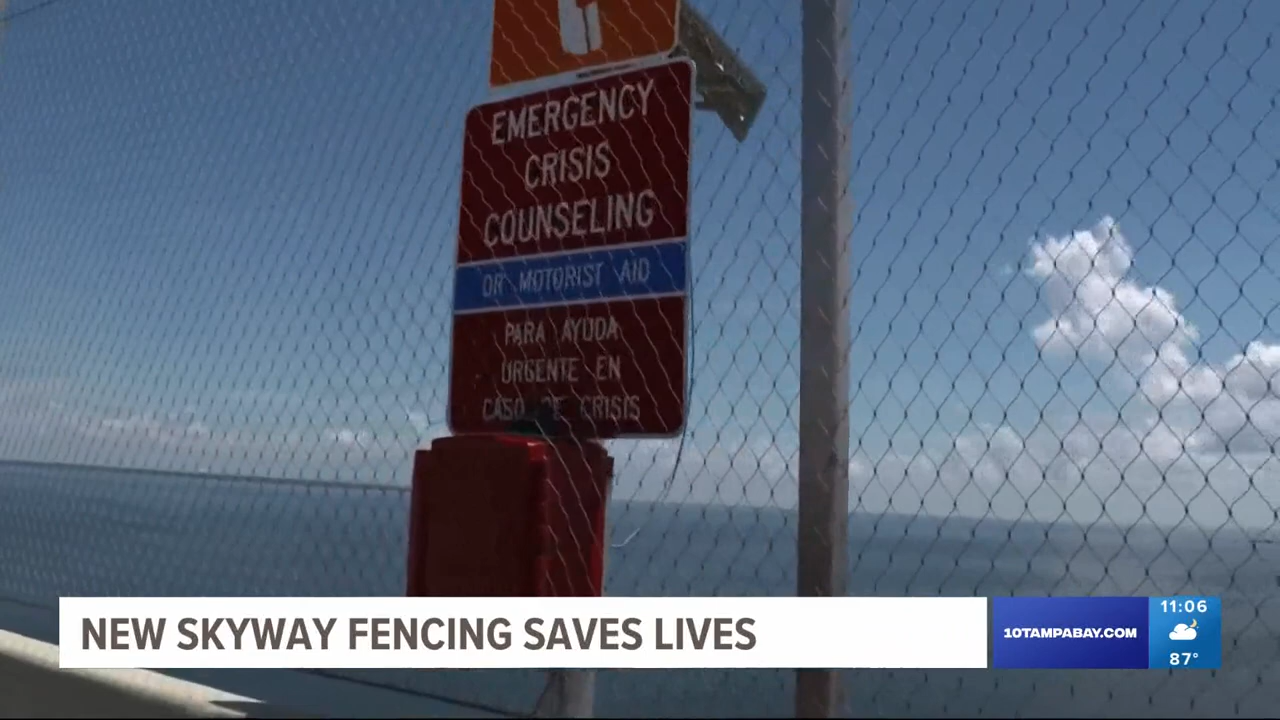 EMERGENCY
CRISIS
COUNSELING
OR MOTORIST AID
PARA AYUDA
URGENTE EN
CASO DE CRISIS
NEW SKYWAY FENCING SAVES LIVES
10TAMPABAY.COM
11:06
87°